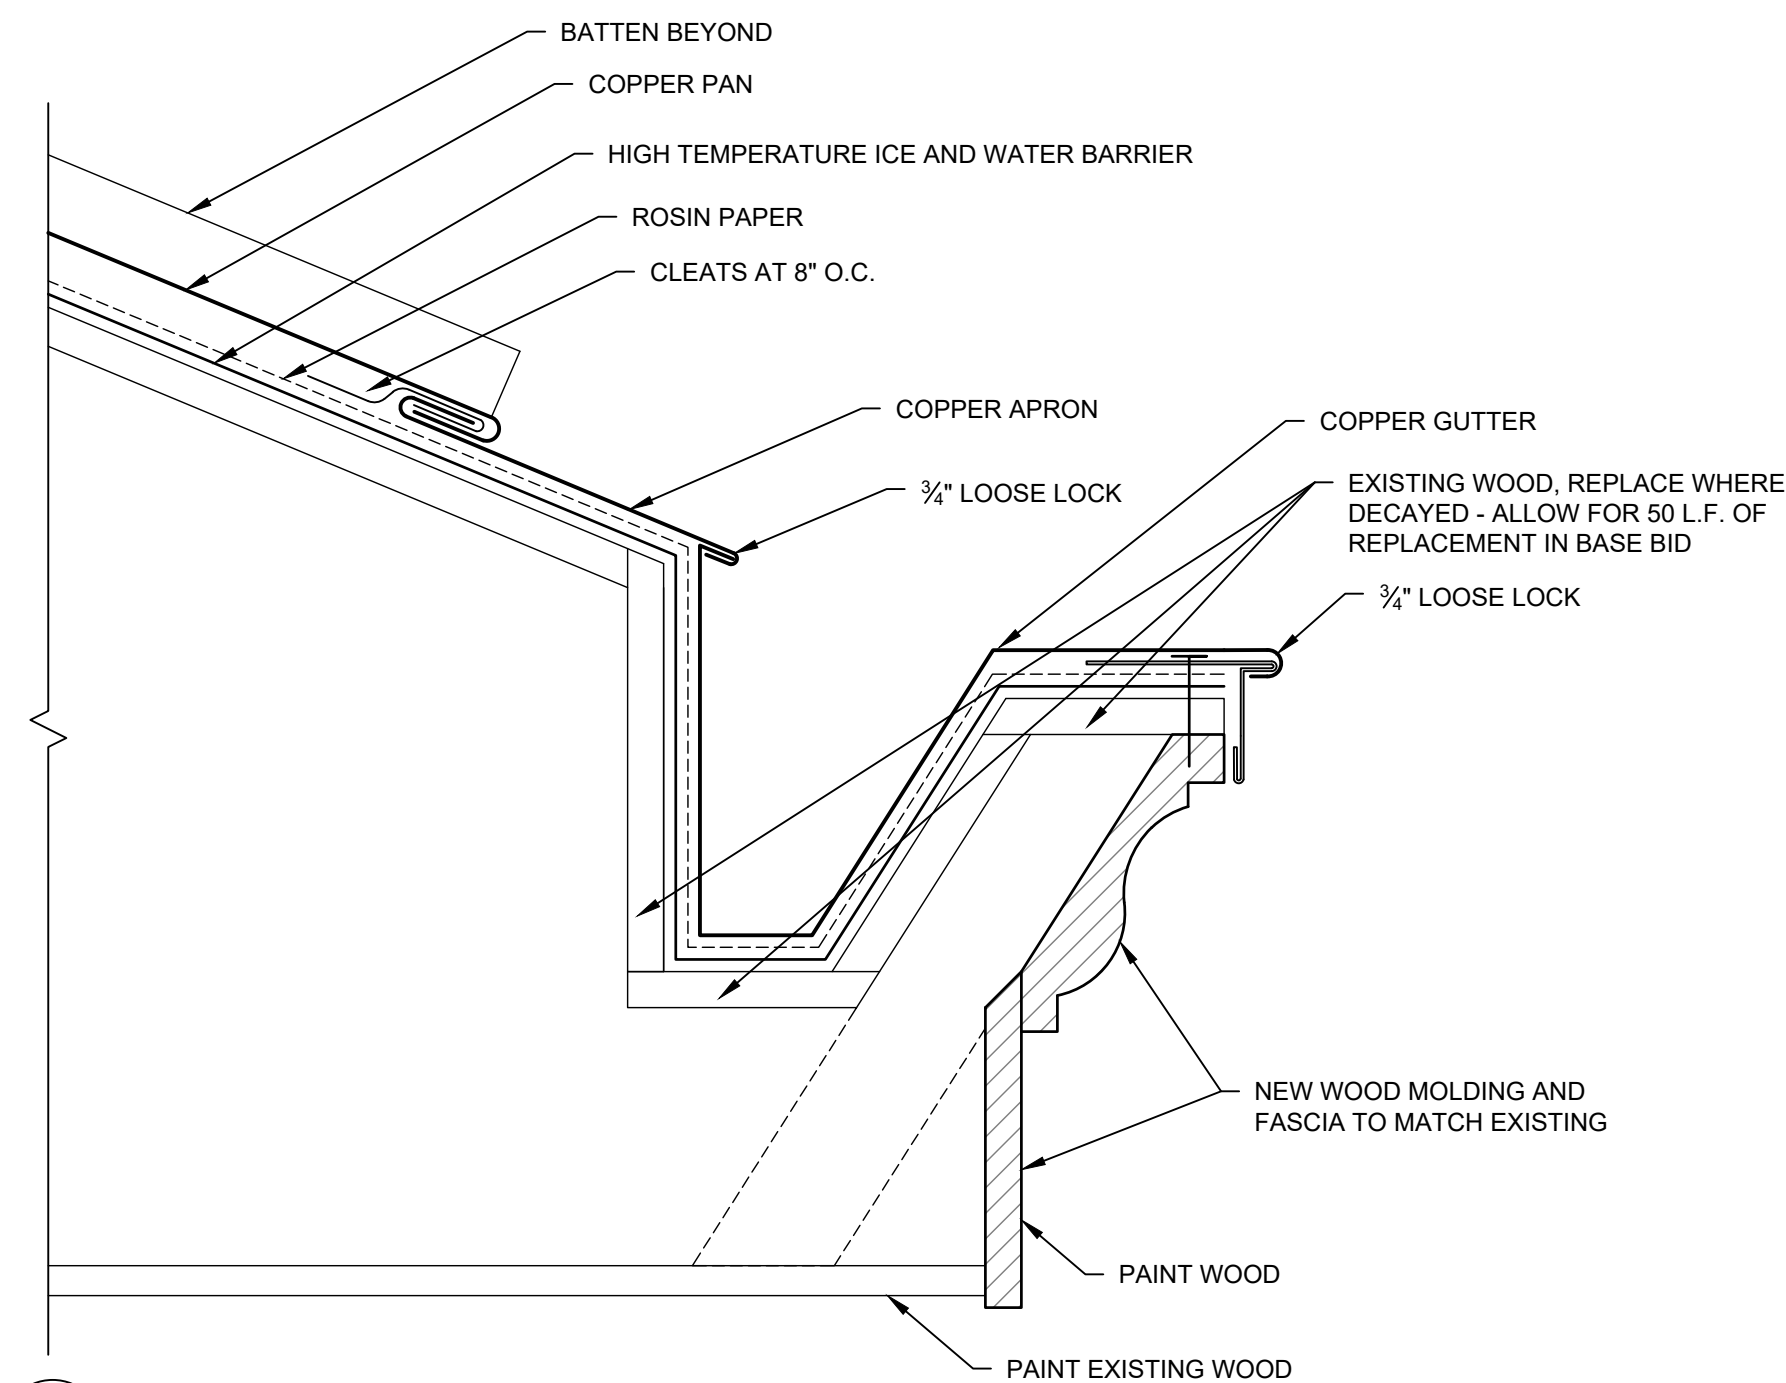 BATTEN BEYOND
COPPER PAN
HIGH TEMPERATURE ICE AND WATER BARRIER
ROSIN PAPER
CLEATS AT 8" O.C.
COPPER APRON
COPPER GUTTER
¾" LOOSE LOCK
EXISTING WOOD, REPLACE WHERE
DECAYED - ALLOW FOR 50 L.F. OF
REPLACEMENT IN BASE BID
¾" LOOSE LOCK
NEW WOOD MOLDING AND
FASCIA TO MATCH EXISTING
PAINT WOOD
PAINT EXISTING WOOD